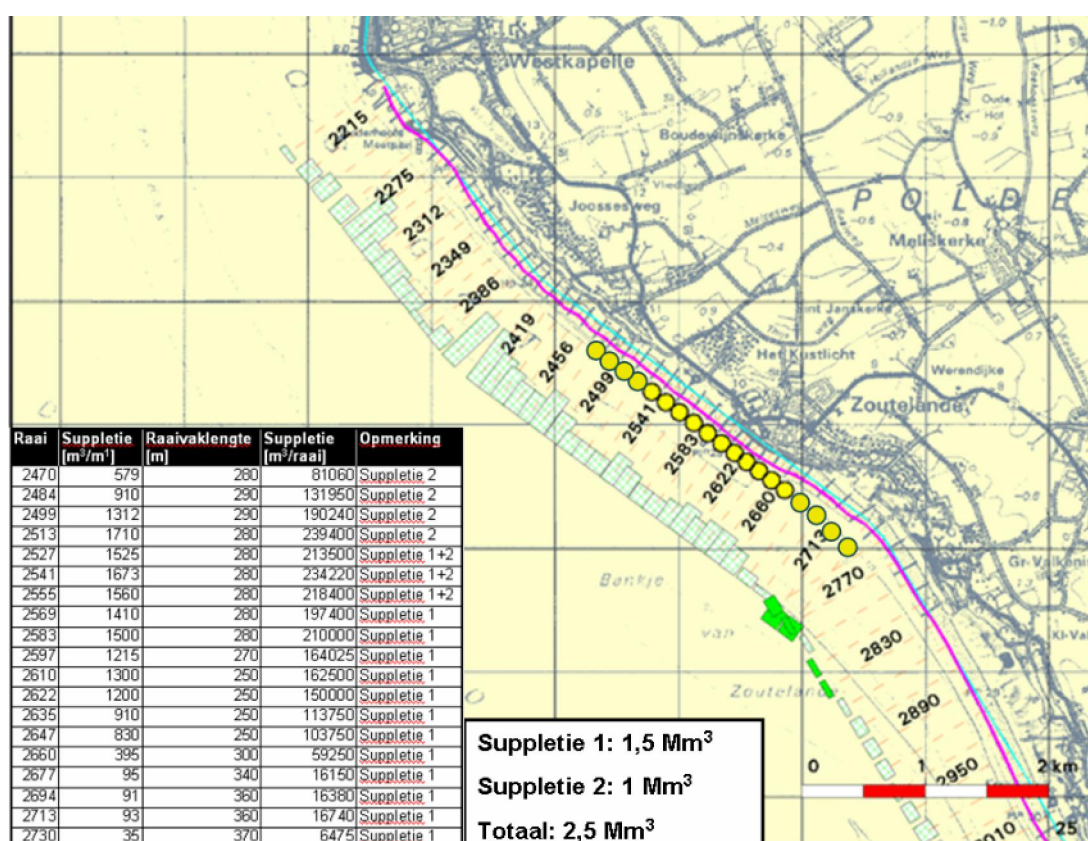 Westkapelle
Boudewijnskerke
Joossesweg
P O L D E
Meliskerke
Het Kustlicht
Werendijke
Zoutelande
Oude
Hof
2215
2275
2312
2349
2386
2419
2456
2499
2541
2583
2622
2660
2713
2770
2830
2890
2950
Bankje
van
Zoutelande
0 1 2 km
25
Raai Suppletie Raaivaklengte Suppletie Opmerking
[m³/m¹] [m] [m³/raai]
2470 579 280 81060 Suppletie 2
2484 910 290 131950 Suppletie 2
2499 1312 290 190240 Suppletie 2
2513 1710 280 239400 Suppletie 2
2527 1525 280 213500 Suppletie 1+2
2541 1673 280 234220 Suppletie 1+2
2555 1560 280 218400 Suppletie 1+2
2569 1410 280 197400 Suppletie 1
2583 1500 280 210000 Suppletie 1
2597 1215 270 164025 Suppletie 1
2610 1300 250 162500 Suppletie 1
2622 1200 250 150000 Suppletie 1
2635 910 250 113750 Suppletie 1
2647 830 250 103750 Suppletie 1
2660 395 300 59250 Suppletie 1
2677 95 340 16150 Suppletie 1
2694 91 360 16380 Suppletie 1
2713 93 360 16740 Suppletie 1
2730 35 370 6475 Suppletie 1
Suppletie 1: 1,5 Mm³
Suppletie 2: 1 Mm³
Totaal: 2,5 Mm³